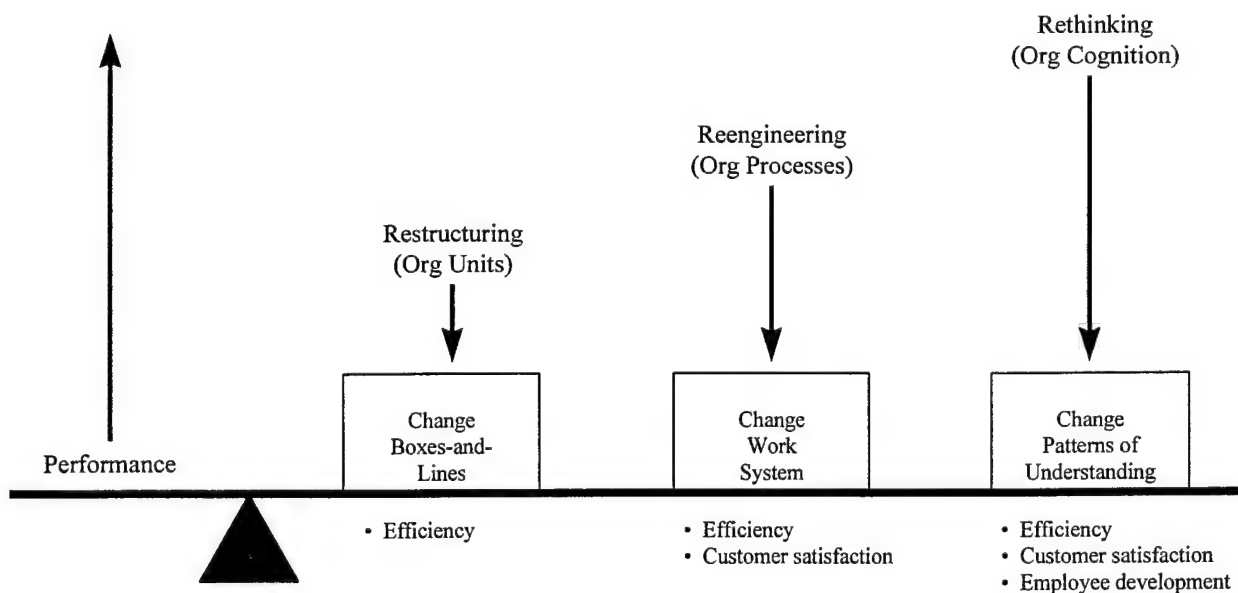 Rethinking
(Org Cognition)
Reengineering
(Org Processes)
Restructuring
(Org Units)
Change
Boxes-and-
Lines
Change
Work
System
Change
Patterns of
Understanding
Performance
• Efficiency
• Efficiency
• Customer satisfaction
• Efficiency
• Customer satisfaction
• Employee development